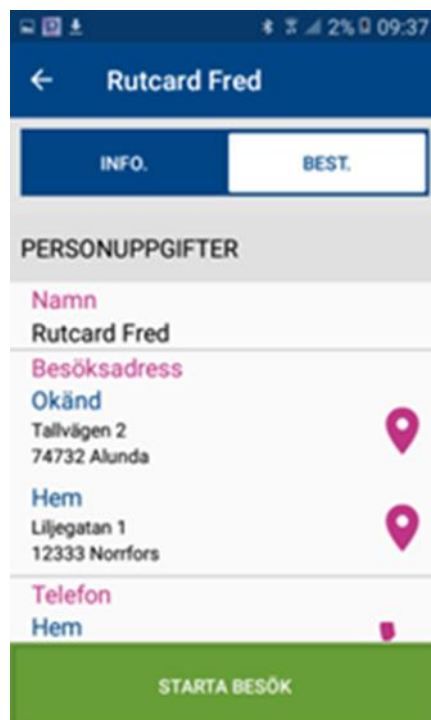 2% 09:37
Rutcard Fred
INFO. BEST.
PERSONUPPGIFTER
Namn
Rutcard Fred
Besöksadress
Okänd
Tallvägen 2
74732 Alunda
Hem
Liljegatan 1
12333 Norrfors
Telefon
Hem
STARTA BESÖK